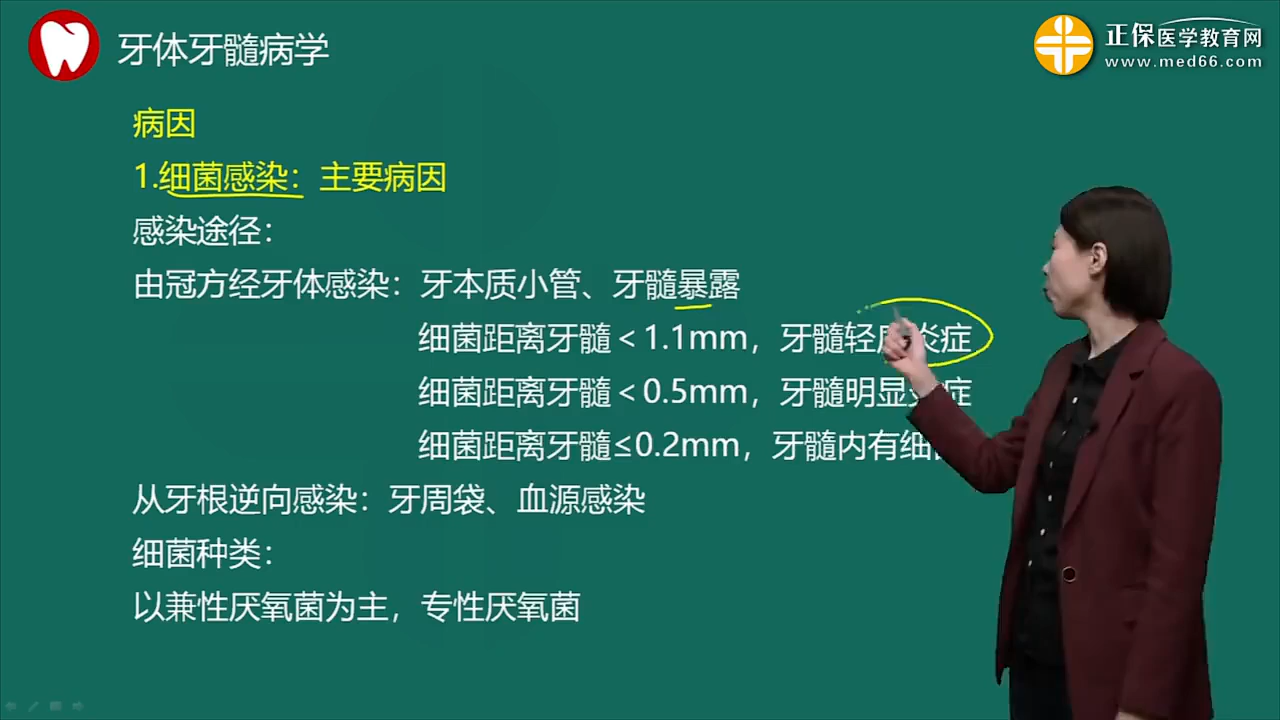 牙体牙髓病学
正保医学教育网
www.med66.com
病因
1.细菌感染：主要病因
感染途径：
由冠方经牙体感染：牙本质小管、牙髓暴露
细菌距离牙髓＜1.1mm，牙髓轻度炎症
细菌距离牙髓＜0.5mm，牙髓明显炎症
细菌距离牙髓≤0.2mm，牙髓内有细
从牙根逆向感染：牙周袋、血源感染
细菌种类：
以兼性厌氧菌为主，专性厌氧菌